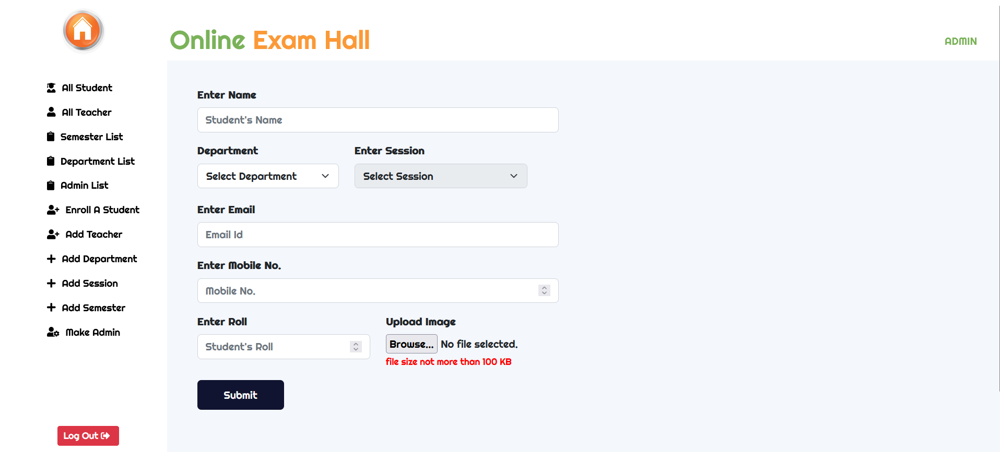 Online Exam Hall
ADMIN
All Student
All Teacher
Semester List
Department List
Admin List
Enroll A Student
Add Teacher
Add Department
Add Session
Add Semester
Make Admin
Log Out
Enter Name
Student's Name
Department
Enter Session
Select Department
Select Session
Enter Email
Email Id
Enter Mobile No.
Mobile No.
Enter Roll
Upload Image
Student's Roll
Browse... No file selected.
file size not more than 100 KB
Submit